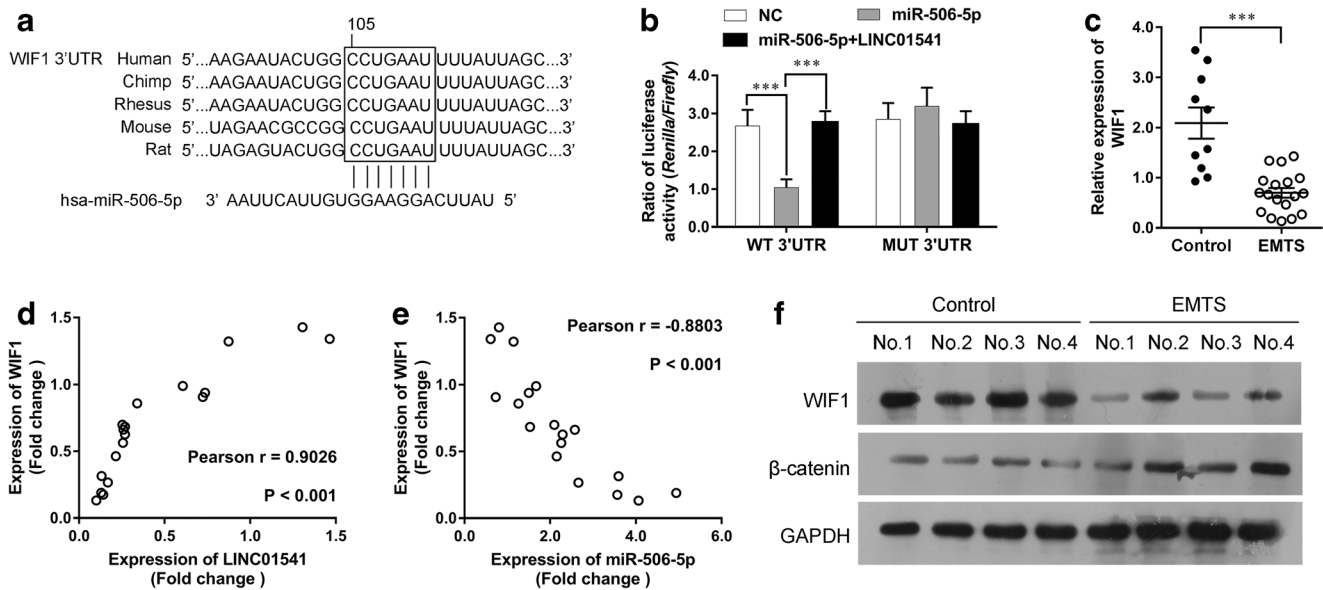 a
105
WIF1 3'UTR Human 5'...AAGAAUACUGG CCUGAAU UUUAUUAGC...3'
Chimp 5'...AAGAAUACUGG CCUGAAU UUUAUUAGC...3'
Rhesus 5'...AAGAAUACUGG CCUGAAU UUUAUUAGC...3'
Mouse 5'...UAGAACGCCGG CCUGAAU UUUAUUAGC...3'
Rat 5'...UAGAGUACUGG CCUGAAU UUUAUUAGC...3'
hsa-miR-506-5p 3' AAUUCAUUGUGGAAGGACUUAU 5'
b
NC
miR-506-5p
miR-506-5p+LINC01541
Ratio of luciferase
activity (Renilla/Firefly)
4.0
3.0
2.0
1.0
0.0
***
***
WT 3'UTR
MUT 3'UTR
c
***
Relative expression of
WIF1
4.0
3.0
2.0
1.0
0.0
Control
EMTS
d
Expression of WIF1
(Fold change )
1.5
1.0
0.5
0.0
Pearson r = 0.9026
P < 0.001
0.0 0.5 1.0 1.5
Expression of LINC01541
(Fold change )
e
Expression of WIF1
(Fold change )
1.5
1.0
0.5
0.0
Pearson r = -0.8803
P < 0.001
0.0 2.0 4.0 6.0
Expression of miR-506-5p
(Fold change )
f
Control EMTS
No.1 No.2 No.3 No.4 No.1 No.2 No.3 No.4
WIF1
β-catenin
GAPDH